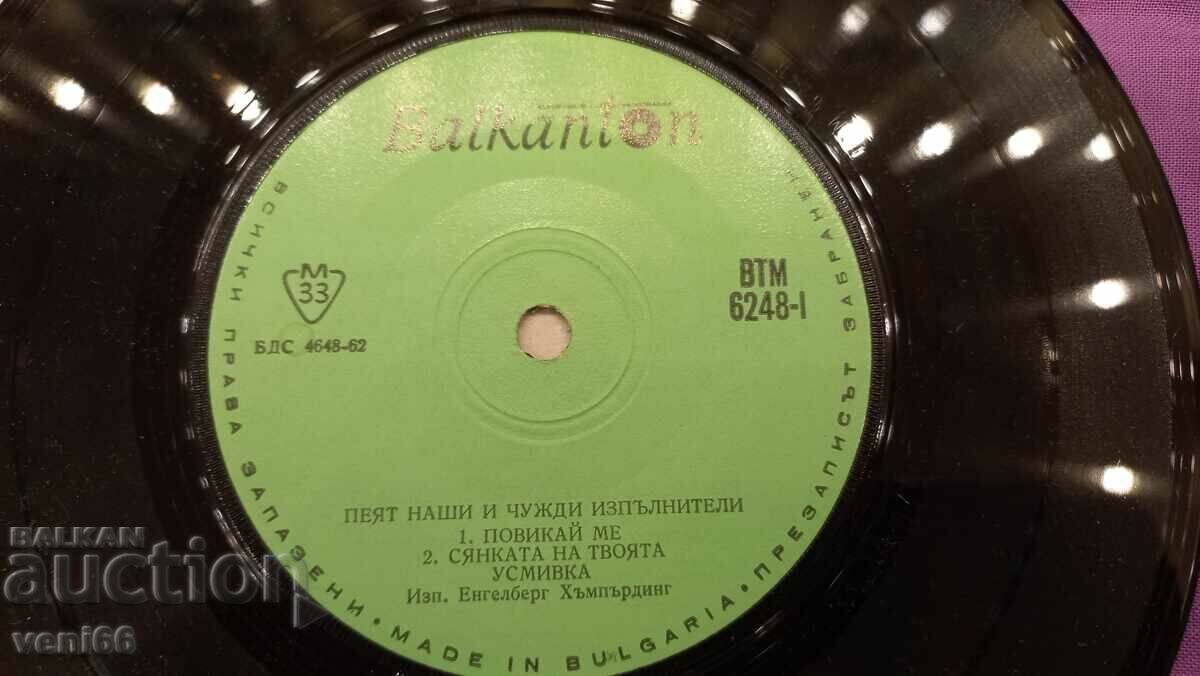 Balkanton
ВСИЧКИ ПРАВА ЗАПАЗЕНИ • MADE IN BULGARIA • ПРЕЗАПИСЪТ ЗАБРАНЕН
М
33
БДС 4648-62
ВТМ
6248-I
ПЕЯТ НАШИ И ЧУЖДИ ИЗПЪЛНИТЕЛИ
1. ПОВИКАЙ МЕ
2. СЯНКАТА НА ТВОЯТА
УСМИВКА
Изп. Енгелберг Хъмпърдинг
BALKAN
auction
veni66